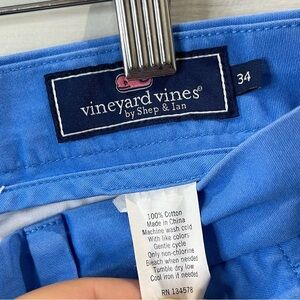 vineyard vines®
by Shep & Ian
34
100% Cotton
Made in China
Machine wash cold
With like colors
Gentle cycle
Only non-chlorine
Bleach when needed
Tumble dry low
Cool iron if needed
RN 134578